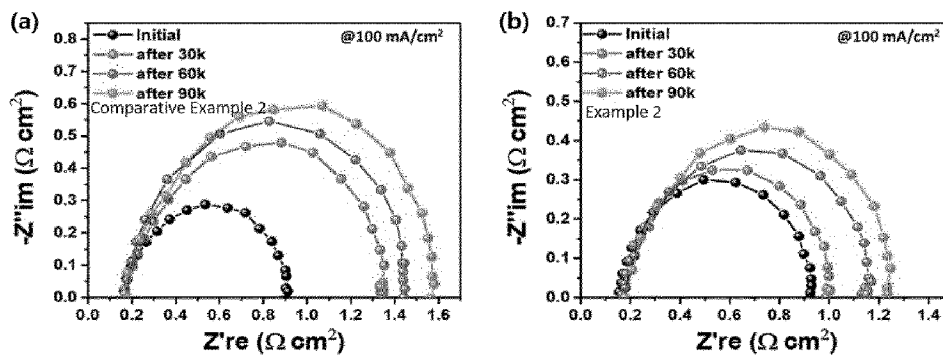 (a)
@100 mA/cm²
Initial
after 30k
after 60k
after 90k
Comparative Example 2
-Z''im (Ω cm²)
0.8
0.7
0.6
0.5
0.4
0.3
0.2
0.1
0.0
0.0 0.2 0.4 0.6 0.8 1.0 1.2 1.4 1.6
Z're (Ω cm²)
(b)
@100 mA/cm²
Initial
after 30k
after 60k
after 90k
Example 2
-Z''im (Ω cm²)
0.7
0.6
0.5
0.4
0.3
0.2
0.1
0.0
0.0 0.2 0.4 0.6 0.8 1.0 1.2 1.4
Z're (Ω cm²)